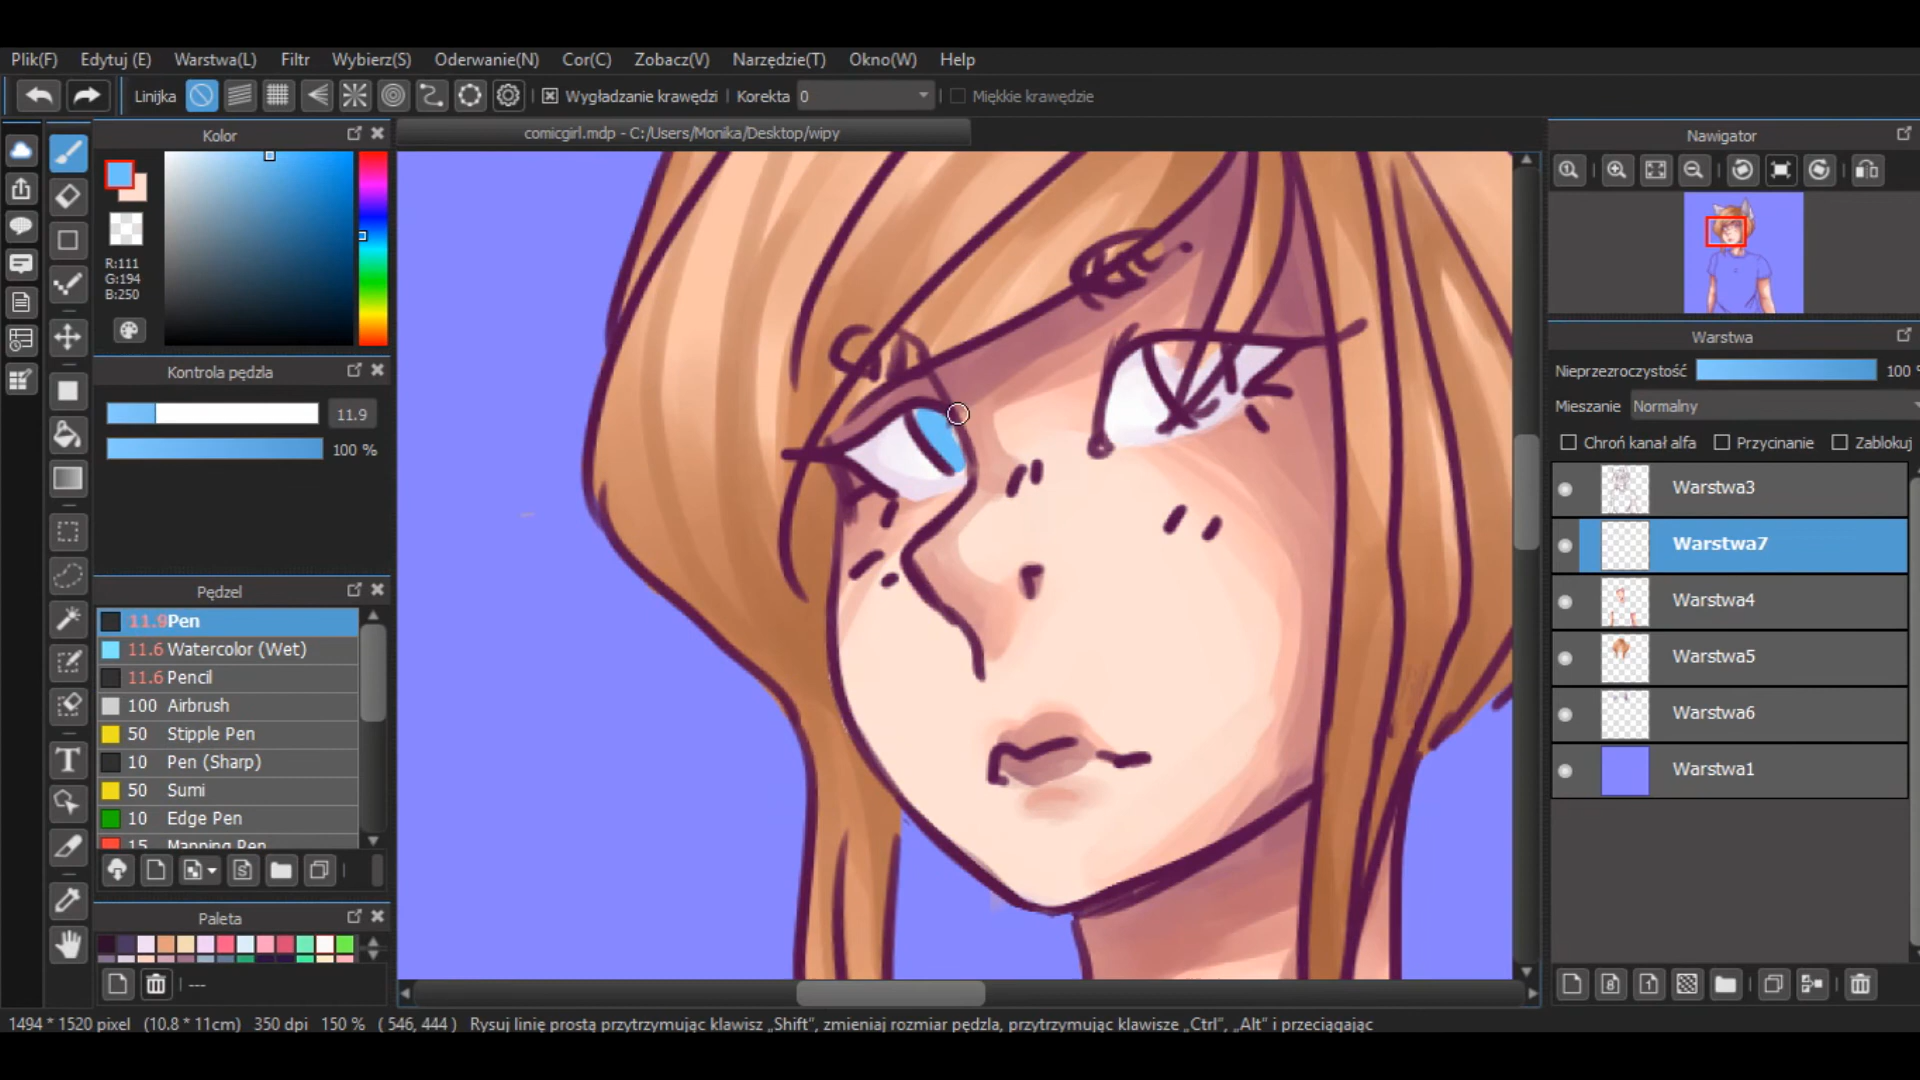 Plik(F) Edytuj (E) Warstwa(L) Filtr Wybierz(S) Oderwanie(N) Cor(C) Zobacz(V) Narzędzie(T) Okno(W) Help
Linijka Wygładzanie krawędzi Korekta 0 Miękkie krawędzie
Kolor
comicgirl.mdp - C:/Users/Monika/Desktop/wipy
Nawigator
R:111
G:194
B:250
Kontrola pędzla
11.9
100 %
Pędzel
11.9 Pen
11.6 Watercolor (Wet)
11.6 Pencil
100 Airbrush
50 Stipple Pen
10 Pen (Sharp)
50 Sumi
10 Edge Pen
15 Mapping Pen
Paleta
---
Warstwa
Nieprzezroczystość 100 %
Mieszanie Normalny
Chroń kanał alfa Przycinanie Zablokuj
Warstwa3
Warstwa7
Warstwa4
Warstwa5
Warstwa6
Warstwa1
1494 * 1520 pixel (10.8 * 11cm) 350 dpi 150 % ( 546, 444 ) Rysuj linię prostą przytrzymując klawisz „Shift", zmieniaj rozmiar pędzla, przytrzymując klawisze „Ctrl", „Alt" i przeciągając